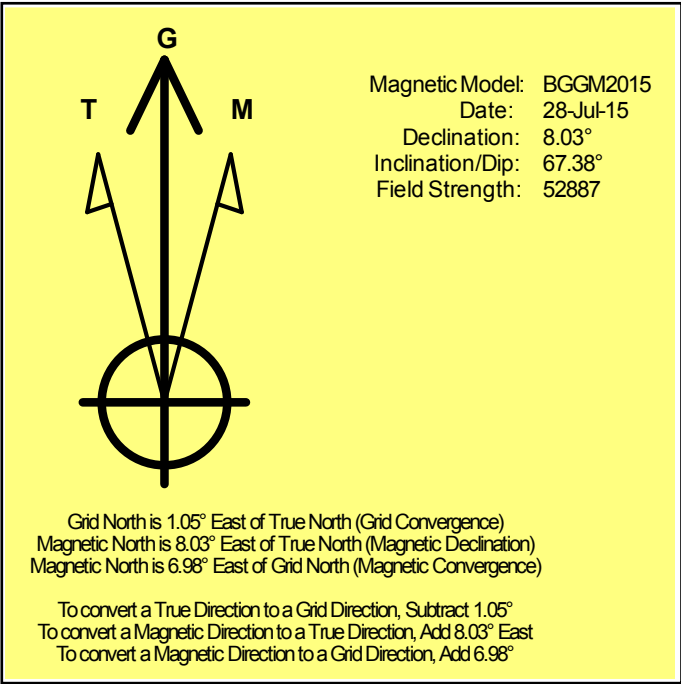 G
T M
Magnetic Model: BGGM2015
Date: 28-Jul-15
Declination: 8.03°
Inclination/Dip: 67.38°
Field Strength: 52887
Grid North is 1.05° East of True North (Grid Convergence)
Magnetic North is 8.03° East of True North (Magnetic Declination)
Magnetic North is 6.98° East of Grid North (Magnetic Convergence)
To convert a True Direction to a Grid Direction, Subtract 1.05°
To convert a Magnetic Direction to a True Direction, Add 8.03° East
To convert a Magnetic Direction to a Grid Direction, Add 6.98°